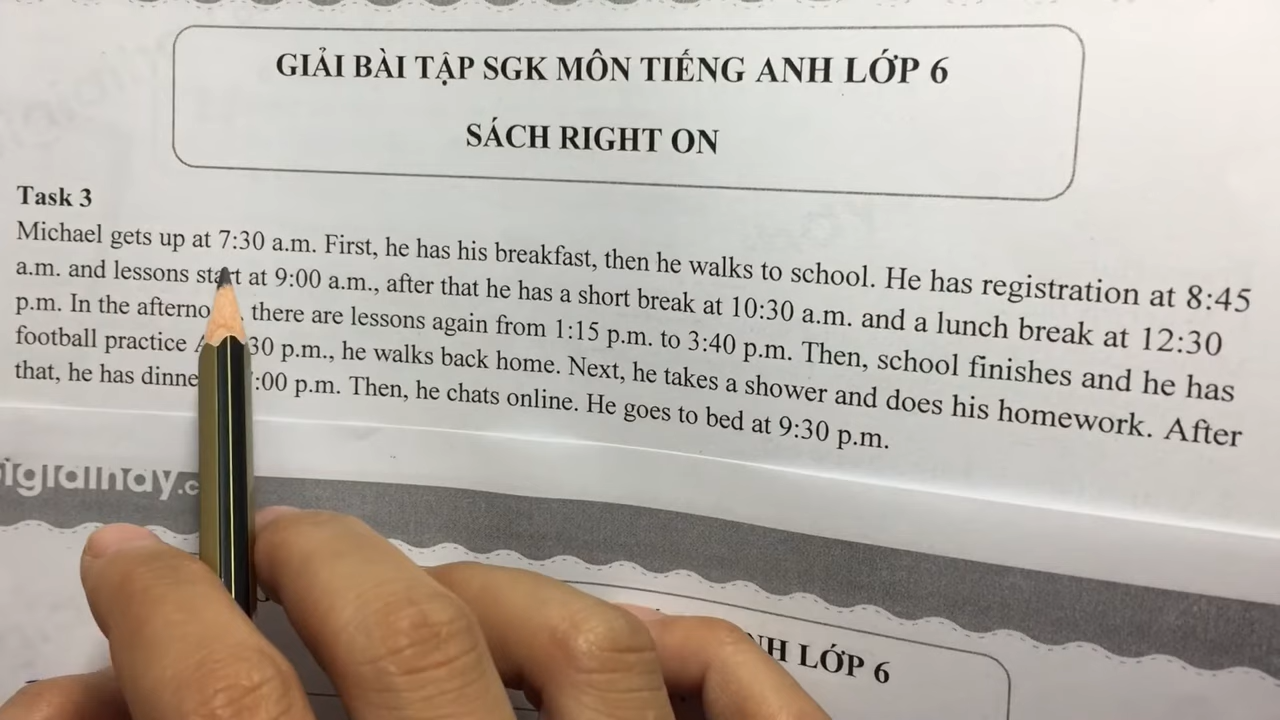 GIẢI BÀI TẬP SGK MÔN TIẾNG ANH LỚP 6
SÁCH RIGHT ON
Task 3
Michael gets up at 7:30 a.m. First, he has his breakfast, then he walks to school. He has registration at 8:45
a.m. and lessons start at 9:00 a.m., after that he has a short break at 10:30 a.m. and a lunch break at 12:30
p.m. In the afterno there are lessons again from 1:15 p.m. to 3:40 p.m. Then, school finishes and he has
football practice 30 p.m., he walks back home. Next, he takes a shower and does his homework. After
that, he has dinne :00 p.m. Then, he chats online. He goes to bed at 9:30 p.m.
igiaihay.c
NH LỚP 6